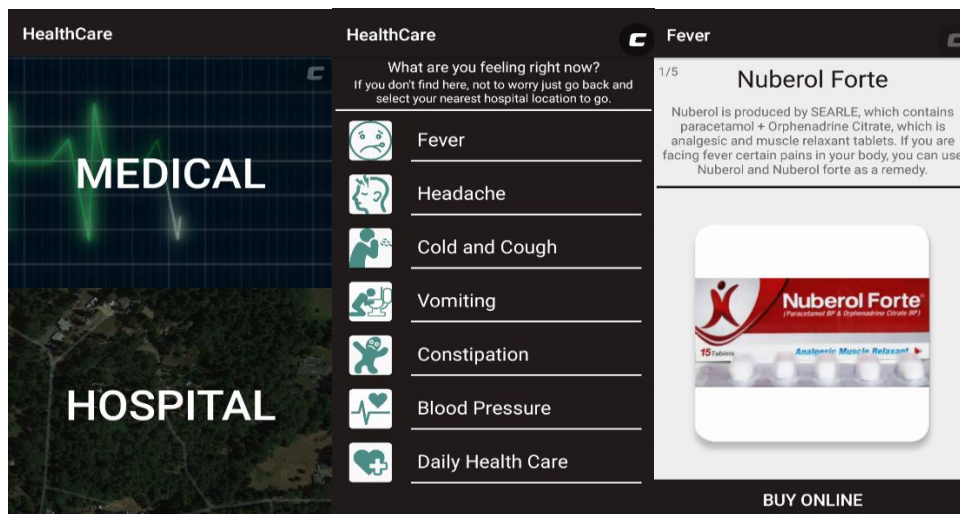 HealthCare
MEDICAL
HOSPITAL
HealthCare
What are you feeling right now?
If you don't find here, not to worry just go back and
select your nearest hospital location to go.
Fever
Headache
Cold and Cough
Vomiting
Constipation
Blood Pressure
Daily Health Care
Fever
1/5
Nuberol Forte
Nuberol is produced by SEARLE, which contains
paracetamol + Orphenadrine Citrate, which is
analgesic and muscle relaxant tablets. If you are
facing fever certain pains in your body, you can use
Nuberol and Nuberol forte as a remedy.
Nuberol Forte®
(Paracetamol BP & Orphenadrine Citrate BP)
15 Tablets
Analgesic Muscle Relaxant
BUY ONLINE